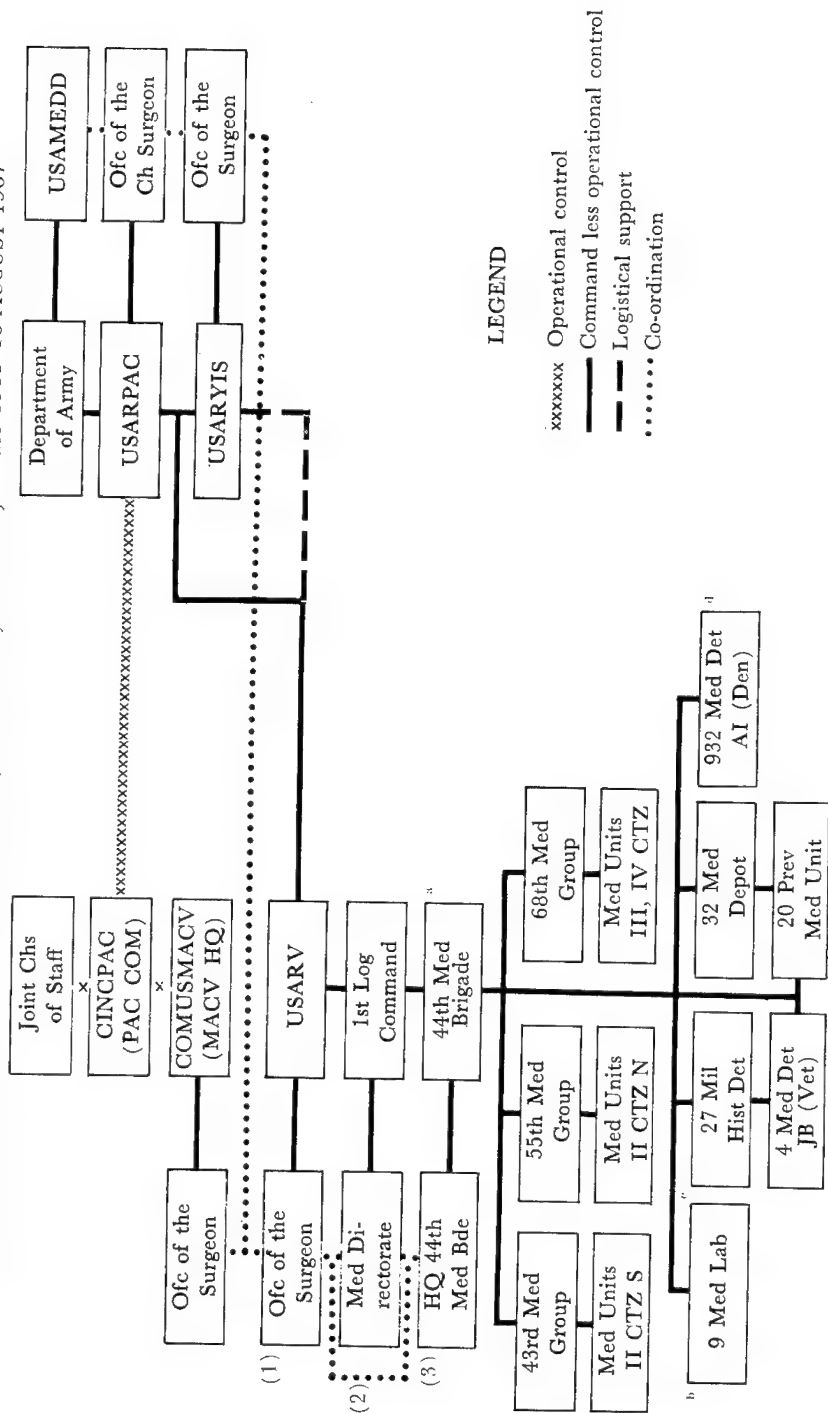 Joint Chs
of Staff
x
CINCPAC
(PAC COM)
x
COMUSMACV
(MACV HQ)
Ofc of the
Surgeon
Department
of Army
USAMEDD
USARPAC
Ofc of the
Ch Surgeon
USARYIS
Ofc of the
Surgeon
(1)
Ofc of the
Surgeon
USARV
(2)
Med Di-
rectorate
1st Log
Command
(3)
HQ 44th
Med Bde
44th Med
Brigade
a
43rd Med
Group
Med Units
II CTZ S
55th Med
Group
Med Units
II CTZ N
68th Med
Group
Med Units
III, IV CTZ
b
9 Med Lab
c
27 Mil
Hist Det
4 Med Det
JB (Vet)
32 Med
Depot
20 Prev
Med Unit
932 Med Det
AI (Den)
d
LEGEND
xxxxxxx Operational control
Command less operational control
Logistical support
Co-ordination